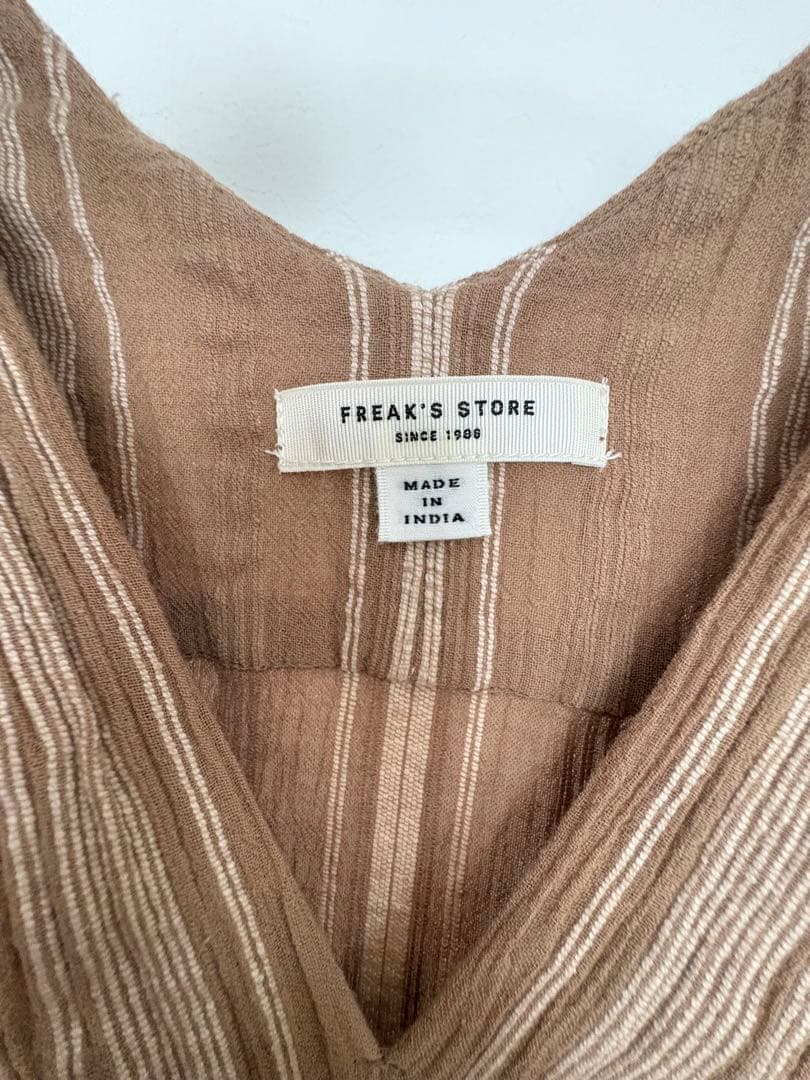 FREAK'S STORE
SINCE 1986
MADE
IN
INDIA